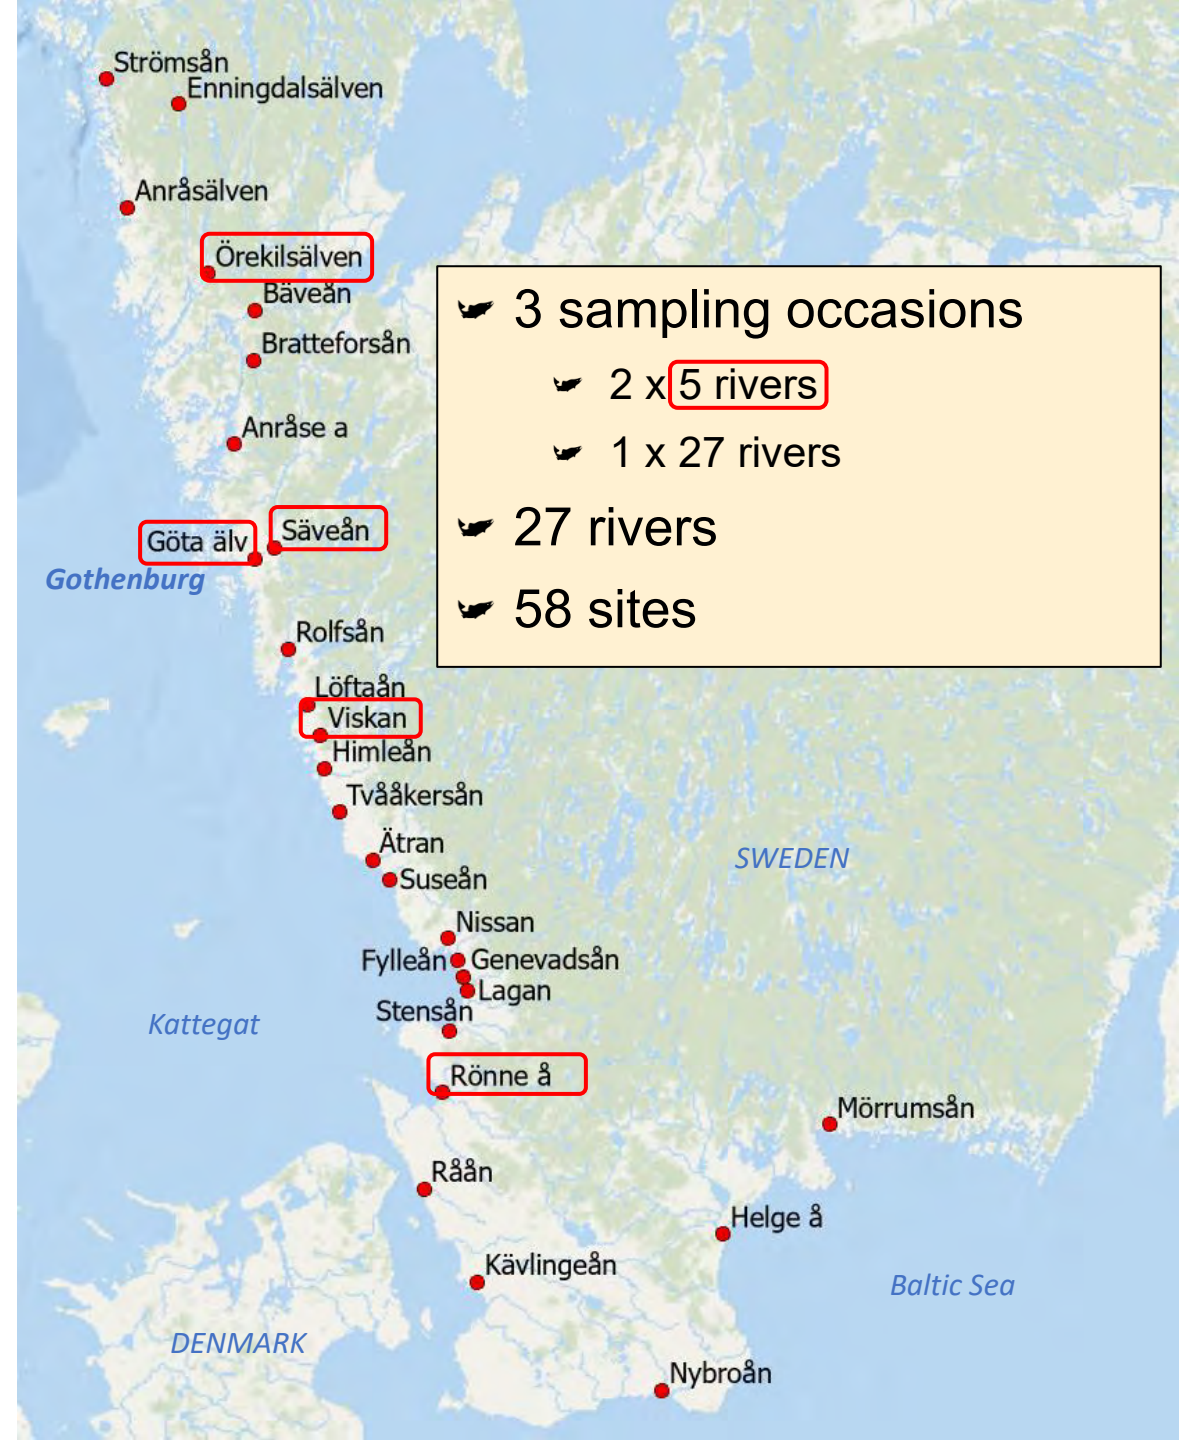 Strömsån
Enningdalsälven
Anråsälven
Örekilsälven
Bäveån
Bratteforsån
Anråse a
Säveån
Göta älv
Gothenburg
Rolfsån
Löftaån
Viskan
Himleån
Tvååkersån
Ätran
Suseån
Nissan
Fylleån
Genevadsån
Lagan
Stensån
Kattegat
Rönne å
SWEDEN
Mörrumsån
Råån
Helge å
Kävlingeån
Baltic Sea
DENMARK
Nybroån
3 sampling occasions
2 x 5 rivers
1 x 27 rivers
27 rivers
58 sites